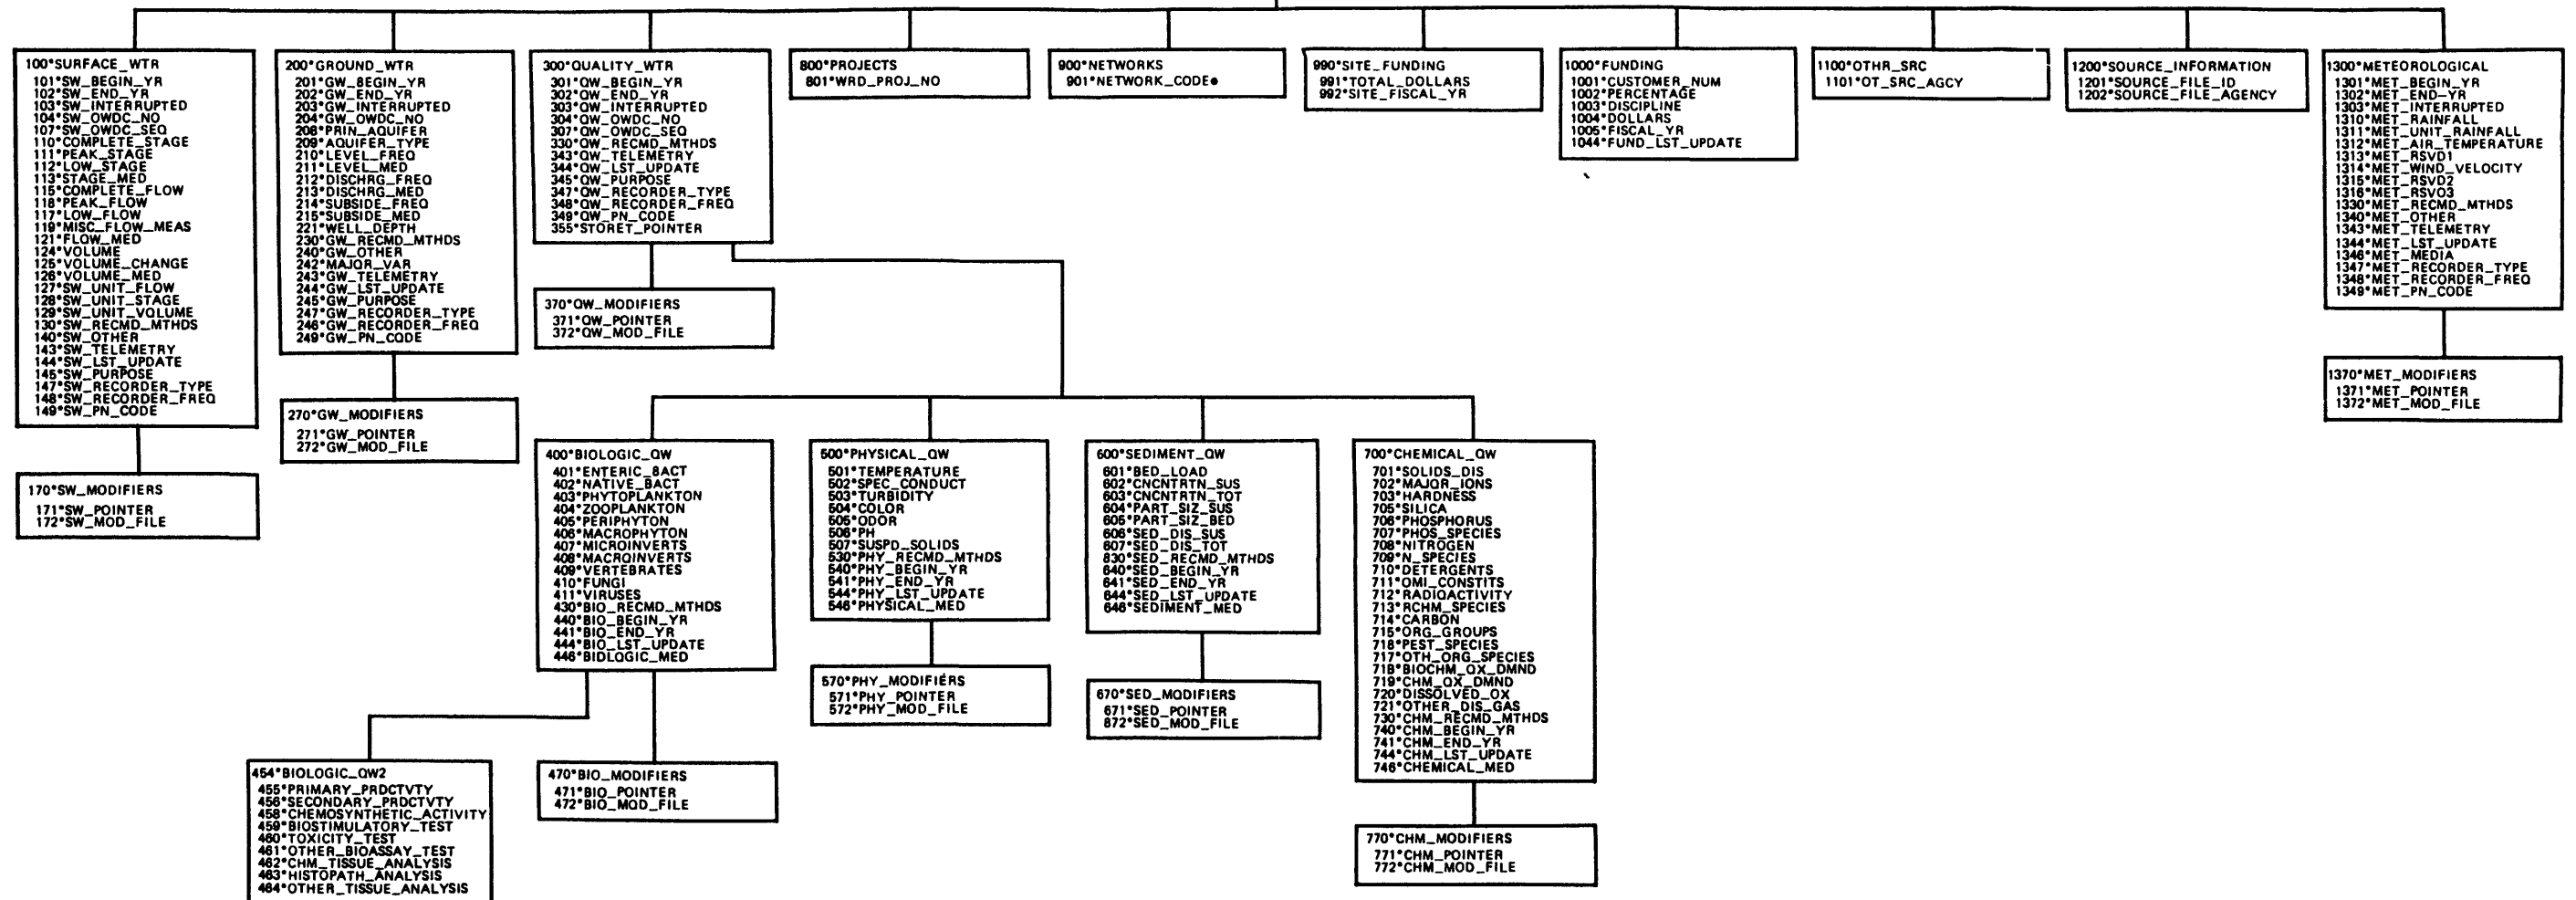 100*SURFACE_WTR
101*SW_BEGIN_YR
102*SW_END_YR
103*SW_INTERRUPTED
104*SW_OWDC_NO
107*SW_OWDC_SEQ
110*COMPLETE_STAGE
111*PEAK_STAGE
112*LOW_STAGE
113*STAGE_MED
115*COMPLETE_FLOW
116*PEAK_FLOW
117*LOW_FLOW
119*MISC_FLOW_MEAS
121*FLOW_MED
124*VOLUME
125*VOLUME_CHANGE
126*VOLUME_MED
127*SW_UNIT_FLOW
128*SW_UNIT_STAGE
129*SW_UNIT_VOLUME
130*SW_RECMD_MTHDS
140*SW_OTHER
143*SW_TELEMETRY
144*SW_LST_UPDATE
145*SW_PURPOSE
147*SW_RECORDER_TYPE
148*SW_RECORDER_FREQ
149*SW_PN_CODE
170*SW_MODIFIERS
171*SW_POINTER
172*SW_MOD_FILE
200*GROUND_WTR
201*GW_BEGIN_YR
202*GW_END_YR
203*GW_INTERRUPTED
204*GW_OWDC_NO
208*PRIN_AQUIFER
209*AQUIFER_TYPE
210*LEVEL_FREQ
211*LEVEL_MED
212*DISCHRG_FREQ
213*DISCHRG_MED
214*SUBSIDE_FREQ
215*SUBSIDE_MED
221*WELL_DEPTH
230*GW_RECMD_MTHDS
240*GW_OTHER
242*MAJOR_VAR
243*GW_TELEMETRY
244*GW_LST_UPDATE
245*GW_PURPOSE
247*GW_RECORDER_TYPE
246*GW_RECORDER_FREQ
249*GW_PN_CODE
270*GW_MODIFIERS
271*GW_POINTER
272*GW_MOD_FILE
300*QUALITY_WTR
301*QW_BEGIN_YR
302*QW_END_YR
303*QW_INTERRUPTED
304*QW_OWDC_NO
307*QW_OWDC_SEQ
330*QW_RECMD_MTHDS
343*QW_TELEMETRY
344*QW_LST_UPDATE
345*QW_PURPOSE
347*QW_RECORDER_TYPE
348*QW_RECORDER_FREQ
349*QW_PN_CODE
355*STORET_POINTER
370*QW_MODIFIERS
371*QW_POINTER
372*QW_MOD_FILE
800*PROJECTS
801*WRD_PROJ_NO
900*NETWORKS
901*NETWORK_CODE●
990*SITE_FUNDING
991*TOTAL_DOLLARS
992*SITE_FISCAL_YR
1000*FUNDING
1001*CUSTOMER_NUM
1002*PERCENTAGE
1003*DISCIPLINE
1004*DOLLARS
1005*FISCAL_YR
1044*FUND_LST_UPDATE
1100*OTHR_SRC
1101*OT_SRC_AGCY
1200*SOURCE_INFORMATION
1201*SOURCE_FILE_ID
1202*SOURCE_FILE_AGENCY
1300*METEOROLOGICAL
1301*MET_BEGIN_YR
1302*MET_END-YR
1303*MET_INTERRUPTED
1310*MET_RAINFALL
1311*MET_UNIT_RAINFALL
1312*MET_AIR_TEMPERATURE
1313*MET_RSVD1
1314*MET_WIND_VELOCITY
1315*MET_RSVD2
1316*MET_RSVO3
1330*MET_RECMD_MTHDS
1340*MET_OTHER
1343*MET_TELEMETRY
1344*MET_LST_UPDATE
1346*MET_MEDIA
1347*MET_RECORDER_TYPE
1348*MET_RECORDER_FREQ
1349*MET_PN_CODE
1370*MET_MODIFIERS
1371*MET_POINTER
1372*MET_MOD_FILE
400*BIOLOGIC_QW
401*ENTERIC_BACT
402*NATIVE_BACT
403*PHYTOPLANKTON
404*ZOOPLANKTON
405*PERIPHYTON
406*MACROPHYTON
407*MICROINVERTS
408*MACROINVERTS
409*VERTEBRATES
410*FUNGI
411*VIRUSES
430*BIO_RECMD_MTHDS
440*BIO_BEGIN_YR
441*BIO_END_YR
444*BIO_LST_UPDATE
446*BIDLOGIC_MED
454*BIOLOGIC_QW2
455*PRIMARY_PRDCTVTY
456*SECONDARY_PRDCTVTY
458*CHEMOSYNTHETIC_ACTIVITY
459*BIOSTIMULATORY_TEST
460*TOXICITY_TEST
461*OTHER_BIOASSAY_TEST
462*CHM_TISSUE_ANALYSIS
463*HISTOPATH_ANALYSIS
464*OTHER_TISSUE_ANALYSIS
470*BIO_MODIFIERS
471*BIO_POINTER
472*BIO_MOD_FILE
500*PHYSICAL_QW
501*TEMPERATURE
502*SPEC_CONDUCT
503*TURBIDITY
504*COLOR
505*ODOR
506*PH
507*SUSPD_SOLIDS
530*PHY_RECMD_MTHDS
540*PHY_BEGIN_YR
541*PHY_END_YR
544*PHY_LST_UPDATE
546*PHYSICAL_MED
570*PHY_MODIFIERS
571*PHY_POINTER
572*PHY_MOD_FILE
600*SEDIMENT_QW
601*BED_LOAD
602*CNCNTRTN_SUS
603*CNCNTRTN_TOT
604*PART_SIZ_SUS
605*PART_SIZ_BED
606*SED_DIS_SUS
607*SED_DIS_TOT
830*SED_RECMD_MTHDS
640*SED_BEGIN_YR
641*SED_END_YR
644*SED_LST_UPDATE
646*SEDIMENT_MED
670*SED_MODIFIERS
671*SED_POINTER
872*SED_MOD_FILE
700*CHEMICAL_QW
701*SOLIDS_DIS
702*MAJOR_IONS
703*HARDNESS
705*SILICA
706*PHOSPHORUS
707*PHOS_SPECIES
708*NITROGEN
709*N_SPECIES
710*DETERGENTS
711*OMI_CONSTITS
712*RADIOACTIVITY
713*RCHM_SPECIES
714*CARBON
715*ORG_GROUPS
716*PEST_SPECIES
717*OTH_ORG_SPECIES
718*BIOCHM_OX_DMND
719*CHM_OX_DMND
720*DISSOLVED_OX
721*OTHER_DIS_GAS
730*CHM_RECMD_MTHDS
740*CHM_BEGIN_YR
741*CHM_END_YR
744*CHM_LST_UPDATE
746*CHEMICAL_MED
770*CHM_MODIFIERS
771*CHM_POINTER
772*CHM_MOD_FILE